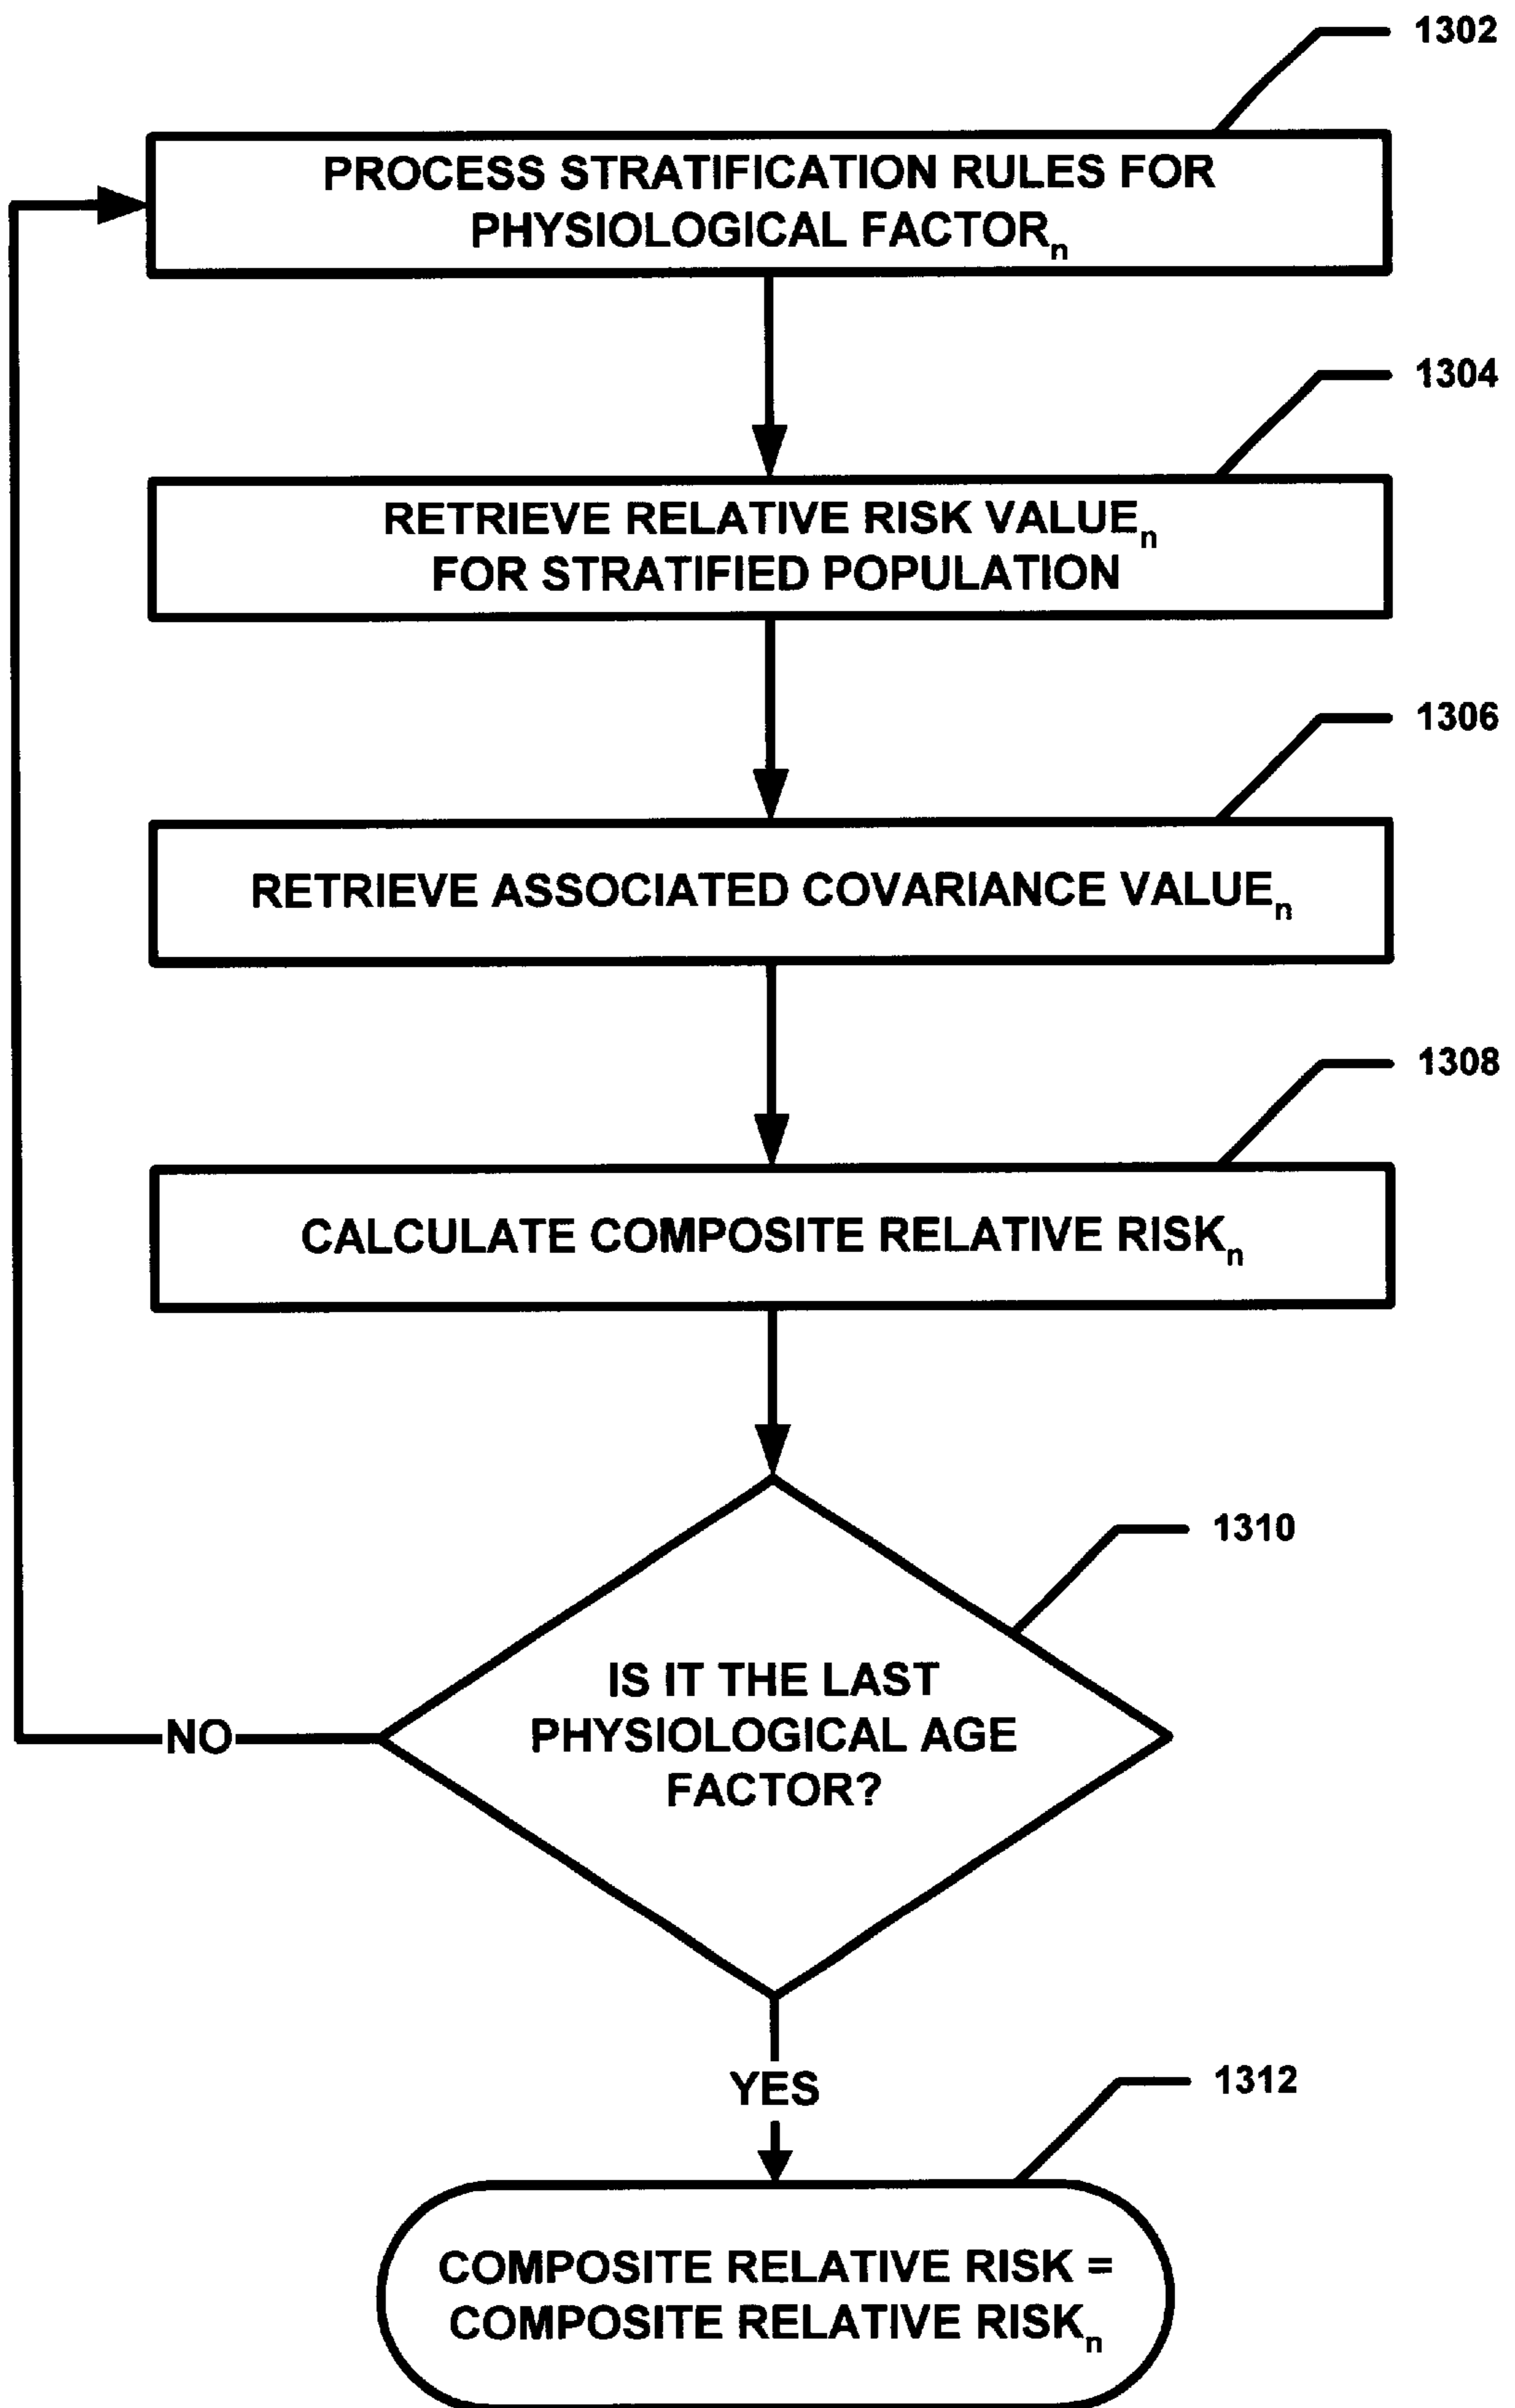 1302
PROCESS STRATIFICATION RULES FOR
PHYSIOLOGICAL FACTORn
1304
RETRIEVE RELATIVE RISK VALUEn
FOR STRATIFIED POPULATION
1306
RETRIEVE ASSOCIATED COVARIANCE VALUEn
1308
CALCULATE COMPOSITE RELATIVE RISKn
1310
IS IT THE LAST
PHYSIOLOGICAL AGE
FACTOR?
NO
YES
1312
COMPOSITE RELATIVE RISK =
COMPOSITE RELATIVE RISKn